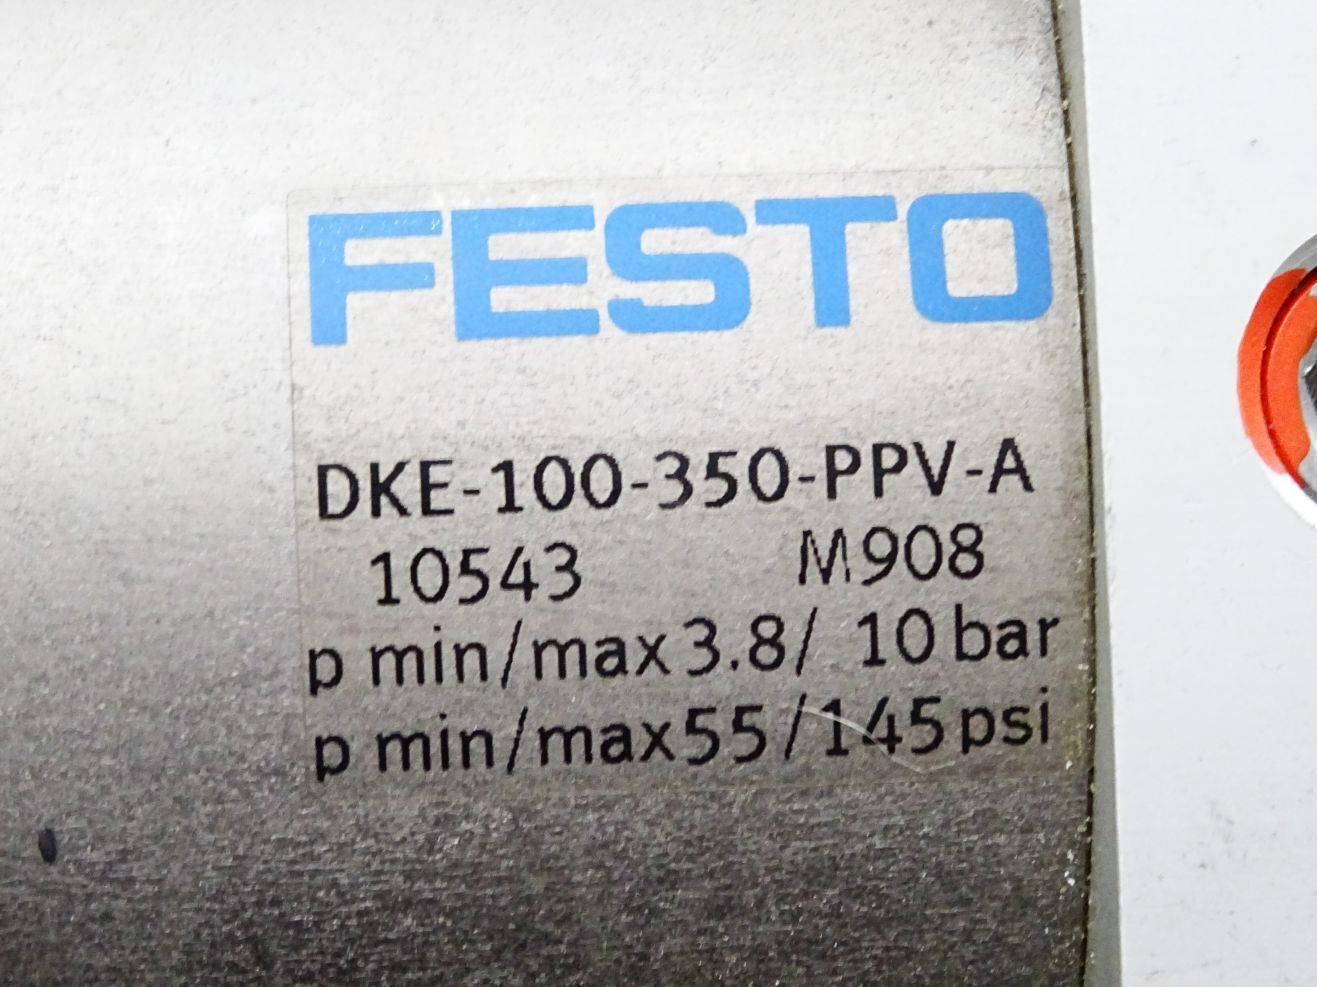 FESTO
DKE-100-350-PPV-A
10543 M908
p min/max 3.8/ 10 bar
p min/max 55/145 psi